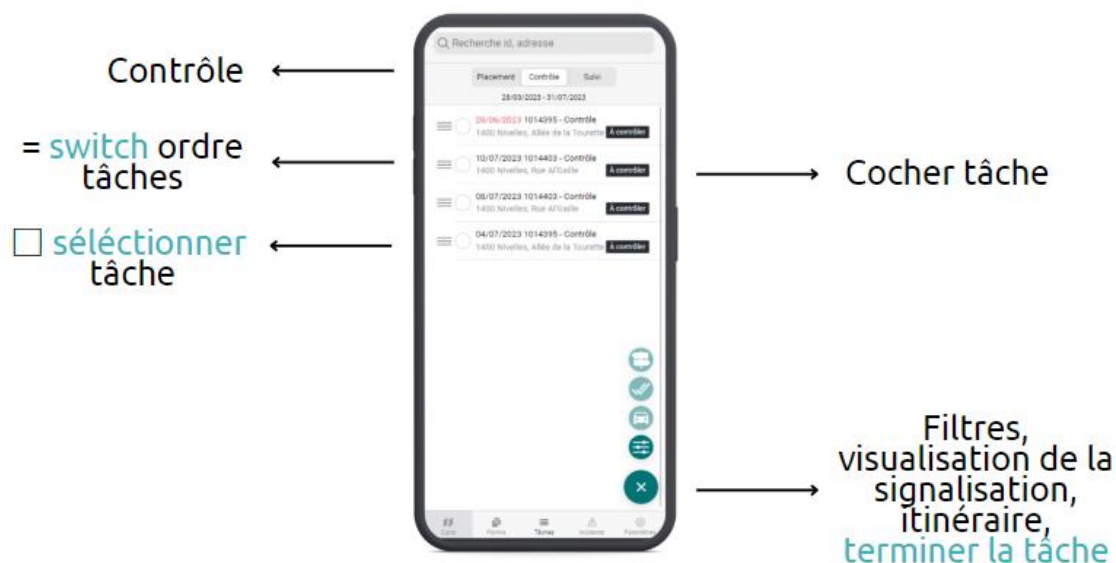 Contrôle
= switch ordre
tâches
□ séléctionner
tâche
Recherche id, adresse
Placement Contrôle Suivi
28/03/2023 - 31/07/2023
28/06/2023 1014395 - Contrôle
1400 Nivelles, Allée de la Tourette À contrôler
10/07/2023 1014403 - Contrôle
1400 Nivelles, Rue Al'Gaille À contrôler
08/07/2023 1014403 - Contrôle
1400 Nivelles, Rue Al'Gaille À contrôler
04/07/2023 1014395 - Contrôle
1400 Nivelles, Allée de la Tourette À contrôler
Carte Permis Tâches Incidents Paramètres
Cocher tâche
Filtres,
visualisation de la
signalisation,
itinéraire,
terminer la tâche